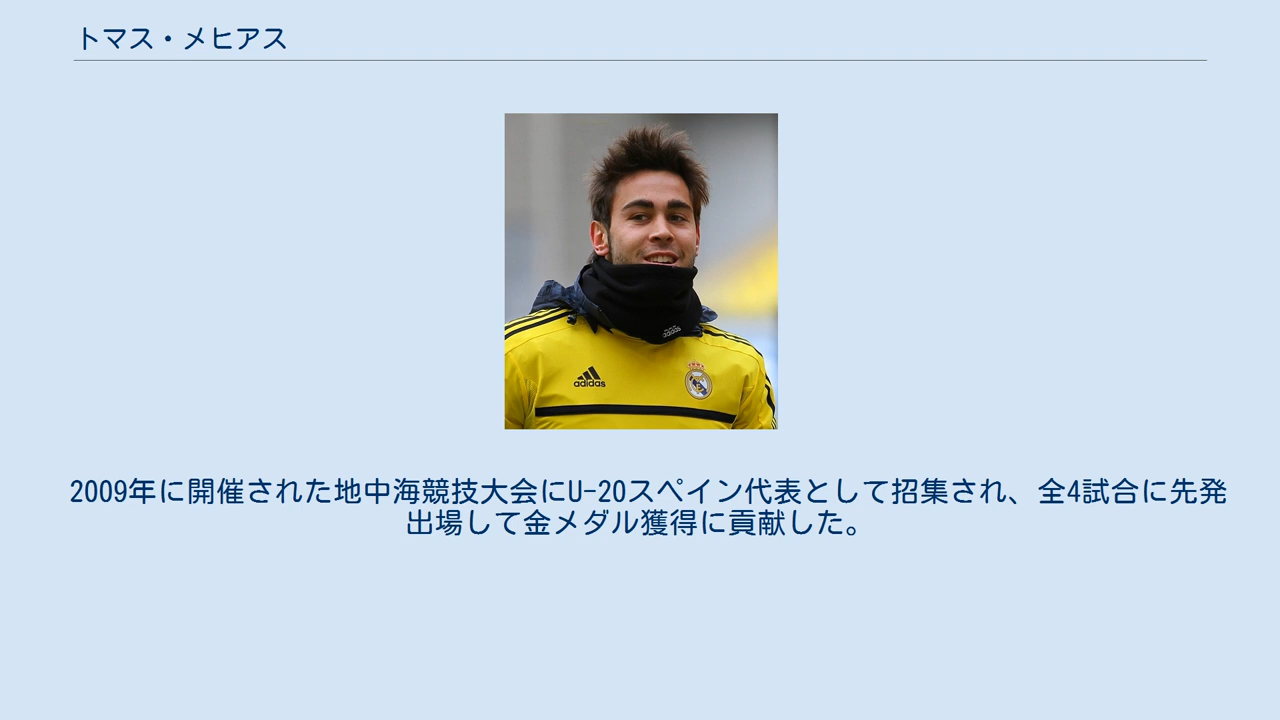 トマス・メヒアス
adidas
adidas
2009年に開催された地中海競技大会にU-20スペイン代表として招集され、全4試合に先発
出場して金メダル獲得に貢献した。